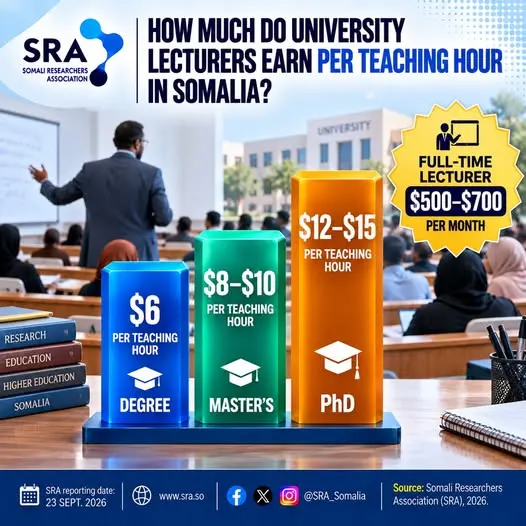 SRA
SOMALI RESEARCHERS
ASSOCIATION
HOW MUCH DO UNIVERSITY
LECTURERS EARN PER TEACHING HOUR
IN SOMALIA?
UNIVERSITY
FULL-TIME
LECTURER
$500–$700
PER MONTH
$6
PER TEACHING
HOUR
DEGREE
$8–$10
PER TEACHING
HOUR
MASTER'S
$12–$15
PER TEACHING
HOUR
PhD
RESEARCH
EDUCATION
HIGHER EDUCATION
SOMALIA
SRA reporting date:
23 SEPT. 2026
www.sra.so
@SRA_Somalia
Source: Somali Researchers
Association (SRA), 2026.